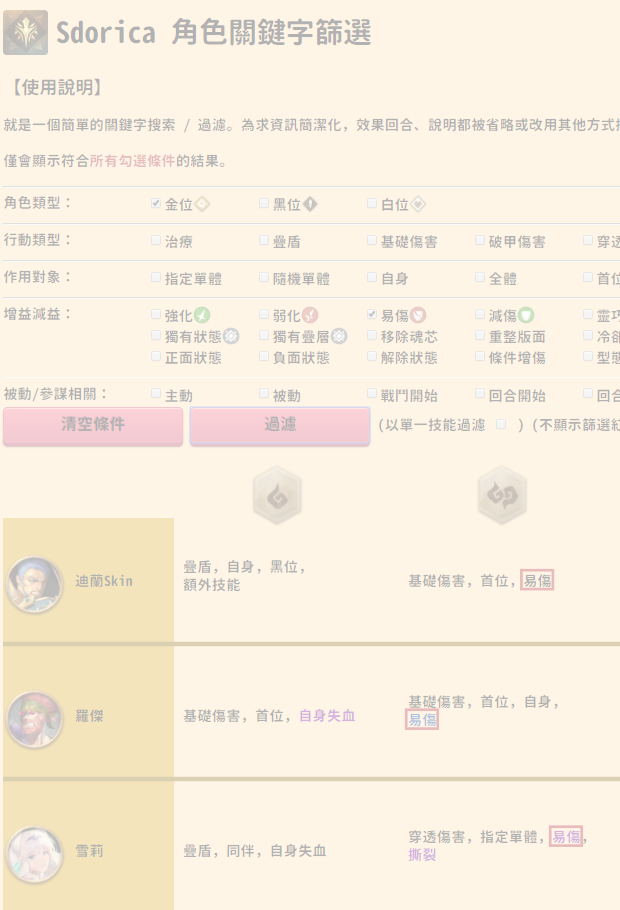 Sdorica 角色關鍵字篩選
【使用說明】
就是一個簡單的關鍵字搜索 / 過濾。為求資訊簡潔化，效果回合、說明都被省略或改用其他方式
僅會顯示符合所有勾選條件的結果。
角色類型： 金位 黑位 白位
行動類型： 治療 疊盾 基礎傷害 破甲傷害 穿透
作用對象： 指定單體 隨機單體 自身 全體 首位
增益減益： 強化 弱化 易傷 減傷 靈巧
獨有狀態 獨有疊層 移除魂芯 重整版面 冷卻
正面狀態 負面狀態 解除狀態 條件增傷 型態
被動/參謀相關： 主動 被動 戰鬥開始 回合開始 回合
清空條件 過濾 (以單一技能過濾 ) (不顯示篩選紅
迪蘭Skin
疊盾，自身，黑位，
額外技能
基礎傷害，首位，易傷
羅傑
基礎傷害，首位，自身失血
基礎傷害，首位，自身，
易傷
雪莉
疊盾，同伴，自身失血
穿透傷害，指定單體，易傷，
撕裂